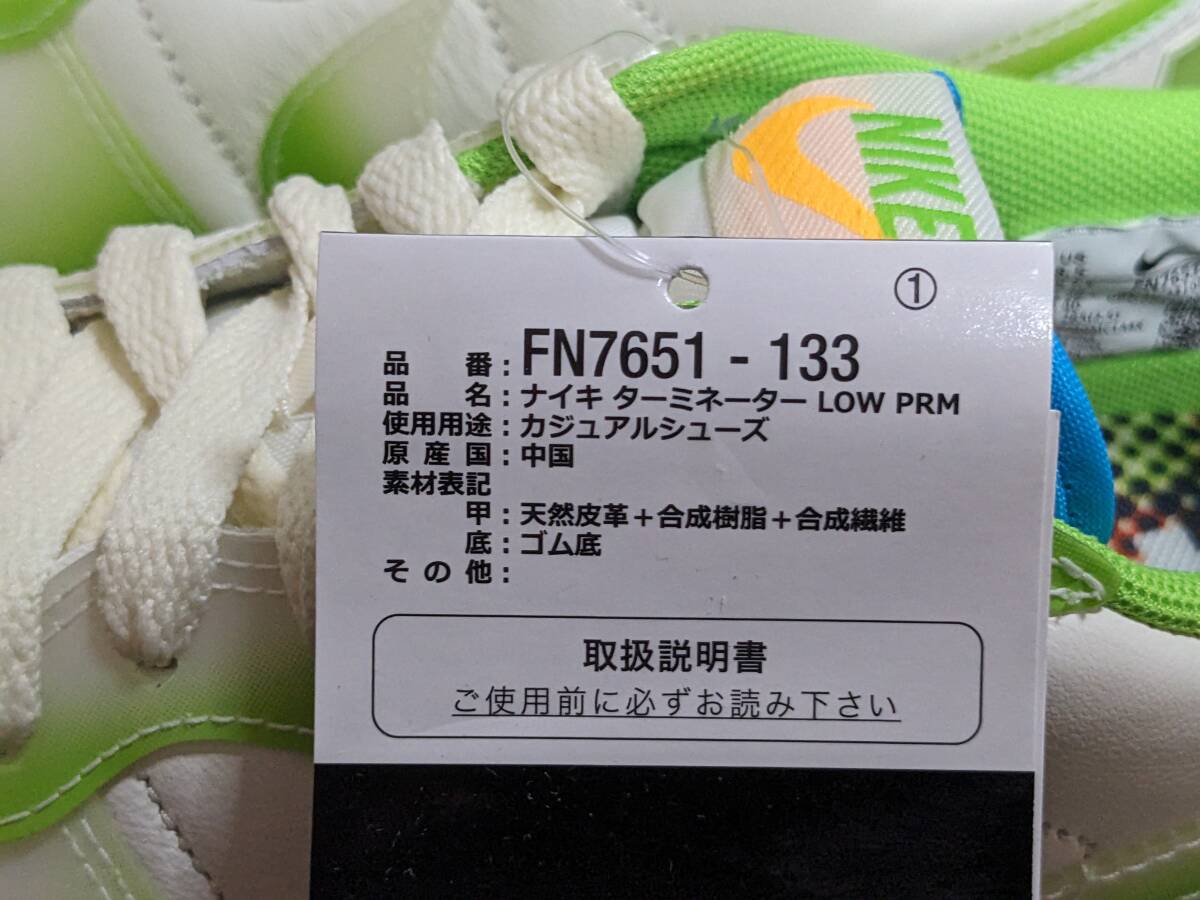 NIKE
①
品番：FN7651 - 133
品名：ナイキ ターミネーター LOW PRM
使用用途：カジュアルシューズ
原産国：中国
素材表記
甲：天然皮革＋合成樹脂＋合成繊維
底：ゴム底
その他：
取扱説明書
ご使用前に必ずお読み下さい